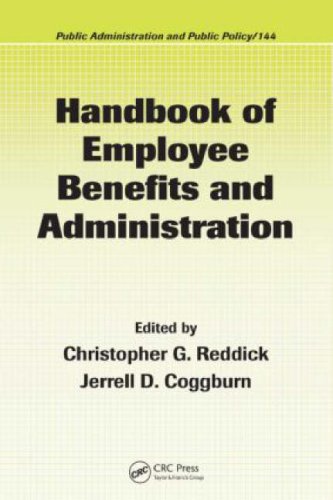 Public Administration and Public Policy/144
Handbook of
Employee
Benefits and
Administration
Edited by
Christopher G. Reddick
Jerrell D. Coggburn
CRC
CRC Press
Taylor & Francis Group